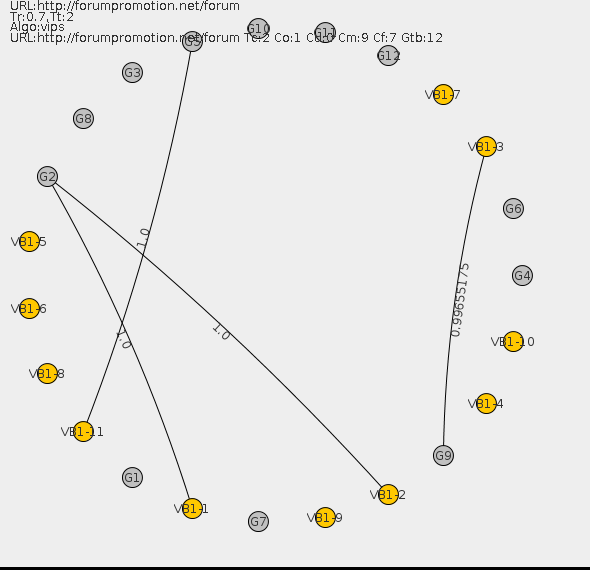 URL:http://forumpromotion.net/forum
Tr:0.7,Tt:2
Algo:vips
URL:http://forumpromotion.net/forum Tc:2 Co:1 Cd:0 Cm:9 Cf:7 Gtb:12
G10
G11
G5
G12
G3
VB1-7
G8
VB1-3
G2
G6
VB1-5
1.0
G4
0.99655175
VB1-6
1.0
1.0
VB1-10
VB1-8
VB1-4
VB1-11
G9
G1
VB1-2
VB1-1
VB1-9
G7